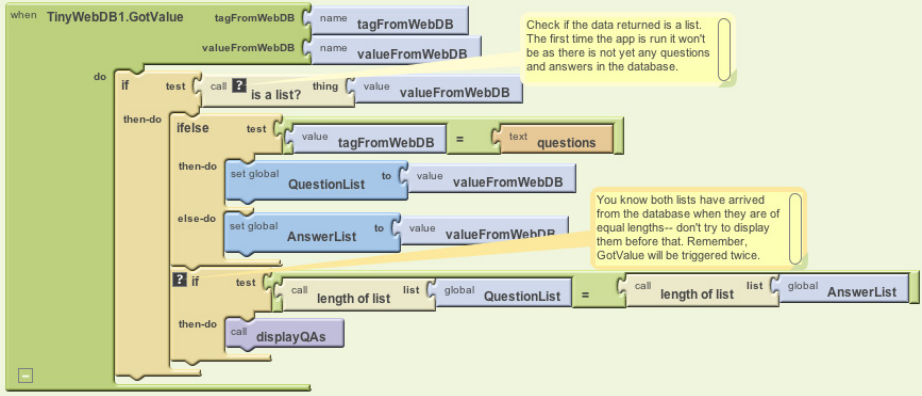 when TinyWebDB1.GotValue tagFromWebDB name tagFromWebDB
valueFromWebDB name valueFromWebDB
Check if the data returned is a list.
The first time the app is run it won't
be as there is not yet any questions
and answers in the database.
do if test call ? is a list? thing value valueFromWebDB
then-do ifelse test value tagFromWebDB = text questions
then-do set global QuestionList to value valueFromWebDB
else-do set global AnswerList to value valueFromWebDB
You know both lists have arrived
from the database when they are of
equal lengths-- don't try to display
them before that. Remember,
GotValue will be triggered twice.
? if test call length of list list global QuestionList = call length of list list global AnswerList
then-do call displayQAs